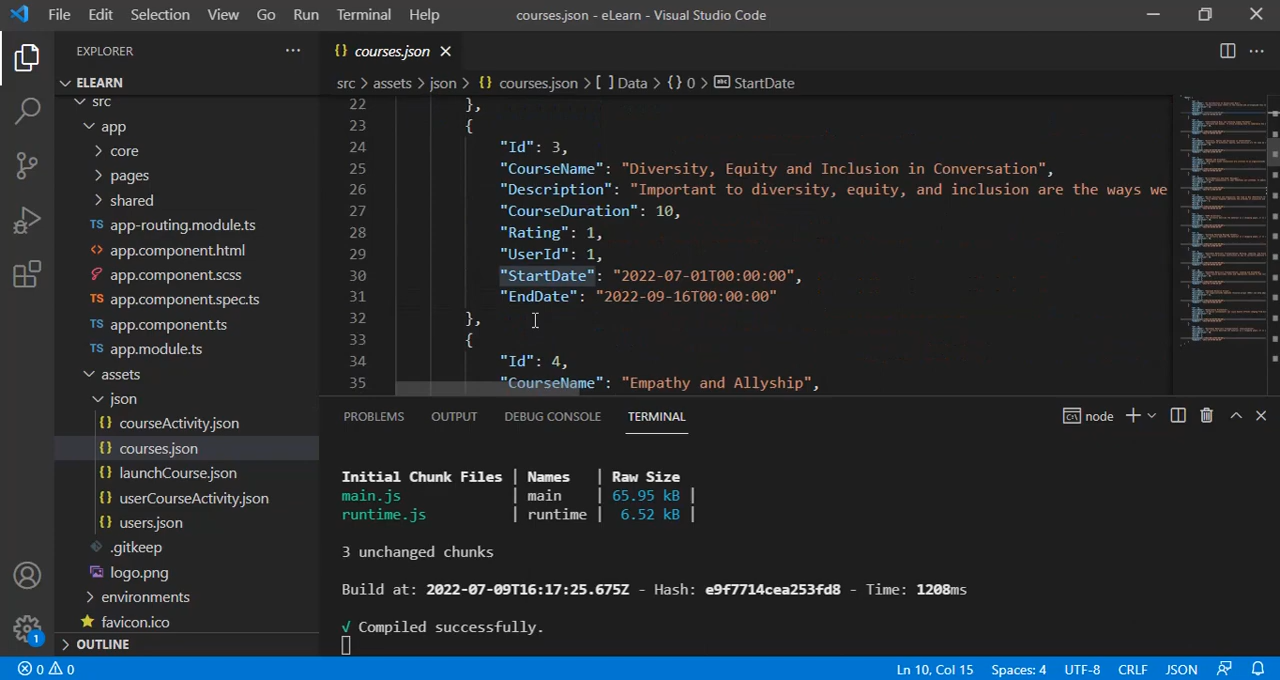 File Edit Selection View Go Run Terminal Help courses.json - eLearn - Visual Studio Code
EXPLORER
ELEARN
src
app
core
pages
shared
TS app-routing.module.ts
<> app.component.html
app.component.scss
TS app.component.spec.ts
TS app.component.ts
TS app.module.ts
assets
json
{} courseActivity.json
{} courses.json
{} launchCourse.json
{} userCourseActivity.json
{} users.json
.gitkeep
logo.png
environments
favicon.ico
OUTLINE
1
{} courses.json
src > assets > json > {} courses.json > [ ] Data > {} 0 > abc StartDate
22 },
23 {
24 "Id": 3,
25 "CourseName": "Diversity, Equity and Inclusion in Conversation",
26 "Description": "Important to diversity, equity, and inclusion are the ways we
27 "CourseDuration": 10,
28 "Rating": 1,
29 "UserId": 1,
30 "StartDate": "2022-07-01T00:00:00",
31 "EndDate": "2022-09-16T00:00:00"
32 },
33 {
34 "Id": 4,
35 "CourseName": "Empathy and Allyship",
PROBLEMS OUTPUT DEBUG CONSOLE TERMINAL node
Initial Chunk Files | Names | Raw Size
main.js | main | 65.95 kB |
runtime.js | runtime | 6.52 kB |
3 unchanged chunks
Build at: 2022-07-09T16:17:25.675Z - Hash: e9f7714cea253fd8 - Time: 1208ms
√ Compiled successfully.
0 0 Ln 10, Col 15 Spaces: 4 UTF-8 CRLF JSON